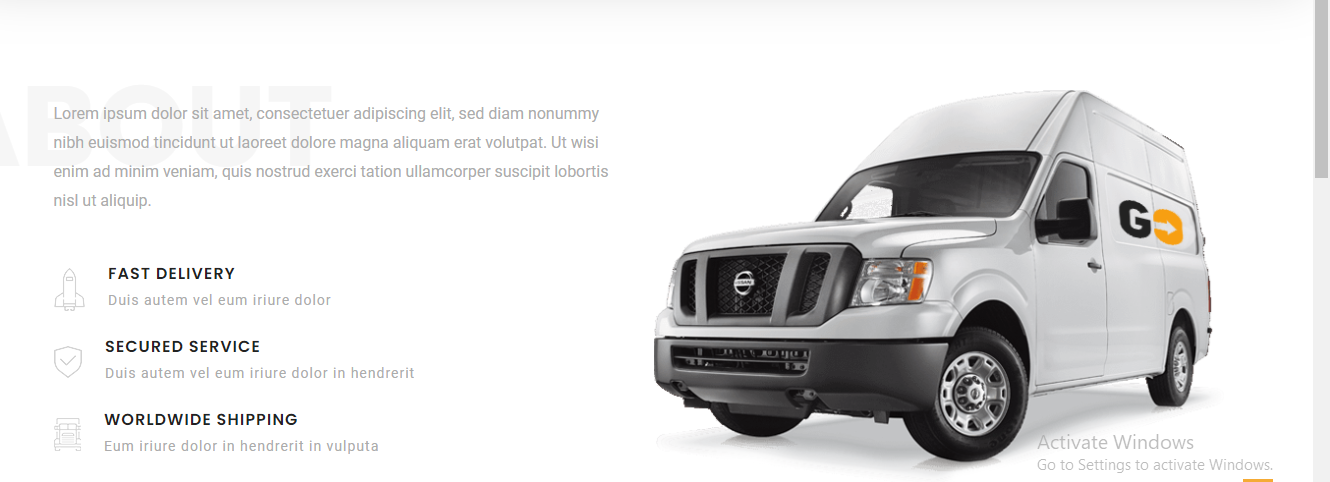 ABOUT
Lorem ipsum dolor sit amet, consectetuer adipiscing elit, sed diam nonummy
nibh euismod tincidunt ut laoreet dolore magna aliquam erat volutpat. Ut wisi
enim ad minim veniam, quis nostrud exerci tation ullamcorper suscipit lobortis
nisl ut aliquip.
FAST DELIVERY
Duis autem vel eum iriure dolor
SECURED SERVICE
Duis autem vel eum iriure dolor in hendrerit
WORLDWIDE SHIPPING
Eum iriure dolor in hendrerit in vulputa
GO
NISSAN
Activate Windows
Go to Settings to activate Windows.